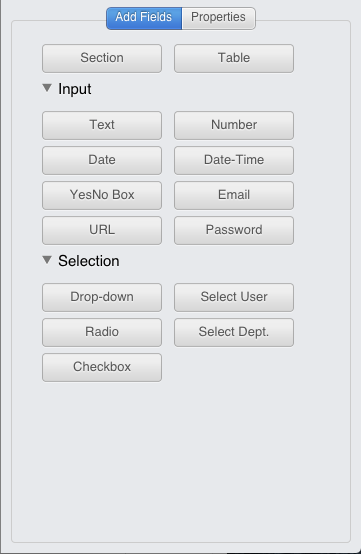 Add Fields Properties
Section Table
Input
Text Number
Date Date-Time
YesNo Box Email
URL Password
Selection
Drop-down Select User
Radio Select Dept.
Checkbox